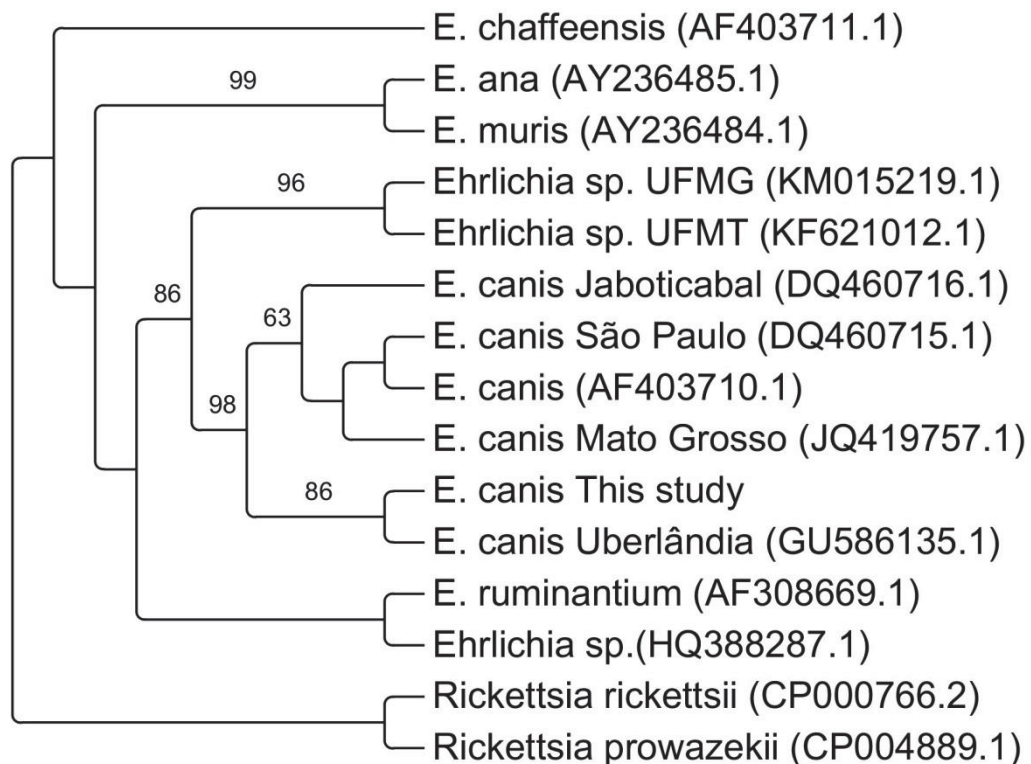 E. chaffeensis (AF403711.1)
99
E. ana (AY236485.1)
E. muris (AY236484.1)
96
Ehrlichia sp. UFMG (KM015219.1)
Ehrlichia sp. UFMT (KF621012.1)
86
E. canis Jaboticabal (DQ460716.1)
63
E. canis São Paulo (DQ460715.1)
E. canis (AF403710.1)
98
E. canis Mato Grosso (JQ419757.1)
86
E. canis This study
E. canis Uberlândia (GU586135.1)
E. ruminantium (AF308669.1)
Ehrlichia sp.(HQ388287.1)
Rickettsia rickettsii (CP000766.2)
Rickettsia prowazekii (CP004889.1)